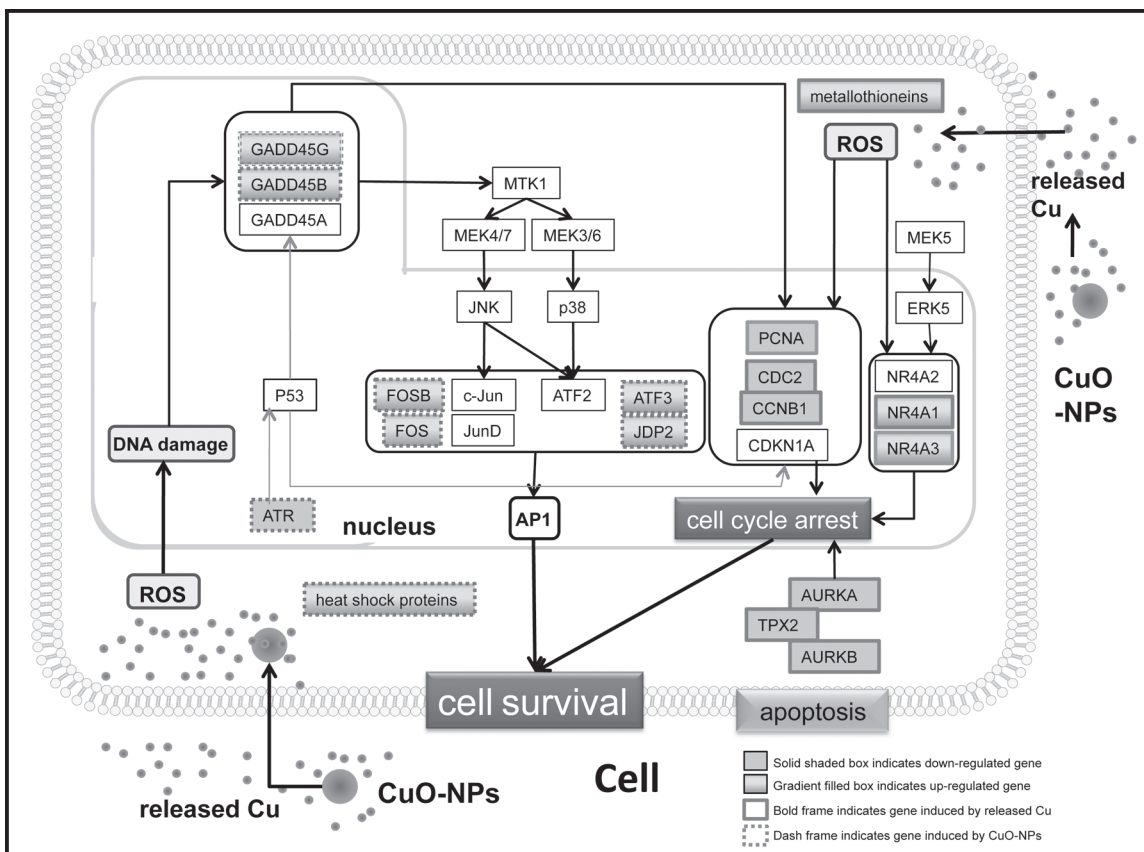 metallothioneins
ROS
released
Cu
CuO
-NPs
GADD45G
GADD45B
GADD45A
MTK1
MEK4/7
MEK3/6
MEK5
JNK
p38
ERK5
PCNA
CDC2
CCNB1
CDKN1A
NR4A2
NR4A1
NR4A3
P53
FOSB
c-Jun
ATF2
ATF3
FOS
JunD
JDP2
DNA damage
ATR
nucleus
AP1
cell cycle arrest
ROS
heat shock proteins
AURKA
TPX2
AURKB
cell survival
apoptosis
Cell
released Cu
CuO-NPs
Solid shaded box indicates down-regulated gene
Gradient filled box indicates up-regulated gene
Bold frame indicates gene induced by released Cu
Dash frame indicates gene induced by CuO-NPs